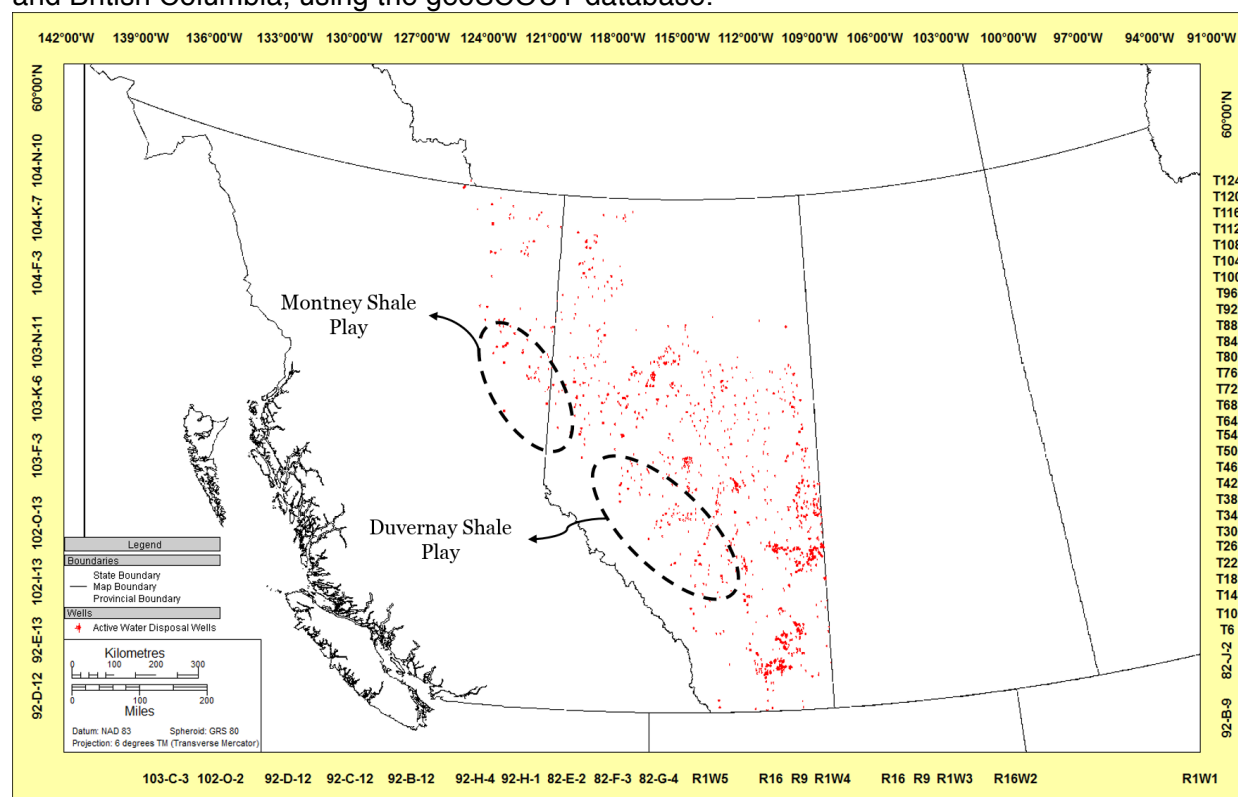 and British Columbia, using the geoSCOUT database.
142°00'W 139°00'W 136°00'W 133°00'W 130°00'W 127°00'W 124°00'W 121°00'W 118°00'W 115°00'W 112°00'W 109°00'W 106°00'W 103°00'W 100°00'W 97°00'W 94°00'W 91°00'W
60°00'N
104-N-10
104-K-7
104-F-3
103-N-11
103-K-6
103-F-3
102-O-13
102-I-13
92-E-13
92-D-12
Montney Shale
Play
Duvernay Shale
Play
Legend
Boundaries
State Boundary
Map Boundary
Provincial Boundary
Wells
Active Water Disposal Wells
Kilometres
0 100 200 300
0 100 200
Miles
Datum: NAD 83 Spheroid: GRS 80
Projection: 6 degrees TM (Transverse Mercator)
60°00'N
T124
T120
T116
T112
T108
T104
T100
T96
T92
T88
T84
T80
T76
T72
T68
T64
T54
T50
T46
T42
T38
T34
T30
T26
T22
T18
T14
T10
T6
82-J-2
92-B-9
103-C-3 102-O-2 92-D-12 92-C-12 92-B-12 92-H-4 92-H-1 82-E-2 82-F-3 82-G-4 R1W5 R16 R9 R1W4 R16 R9 R1W3 R16W2 R1W1